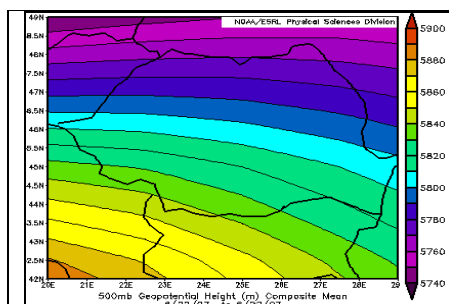 NOAA/ESRL Physical Sciences Division
49N
48.5N
48N
47.5N
47N
46.5N
46N
45.5N
45N
44.5N
44N
43.5N
43N
42.5N
42N
20E 21E 22E 23E 24E 25E 26E 27E 28E 29
5900
5880
5860
5840
5820
5800
5780
5760
5740
500mb Geopotential Height (m) Composite Mean